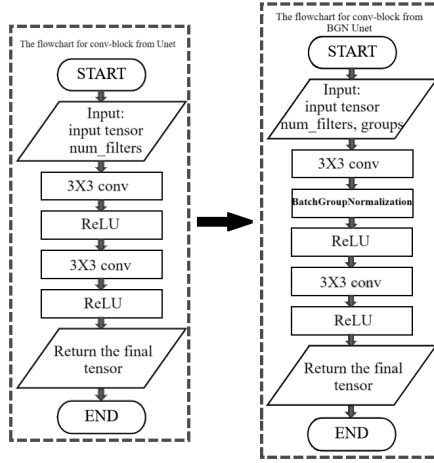 The flowchart for conv-block from Unet
START
Input:
input tensor
num_filters
3X3 conv
ReLU
3X3 conv
ReLU
Return the final
tensor
END
The flowchart for conv-block from
BGN Unet
START
Input:
input tensor
num_filters, groups
3X3 conv
BatchGroupNormalization
ReLU
3X3 conv
ReLU
Return the final
tensor
END